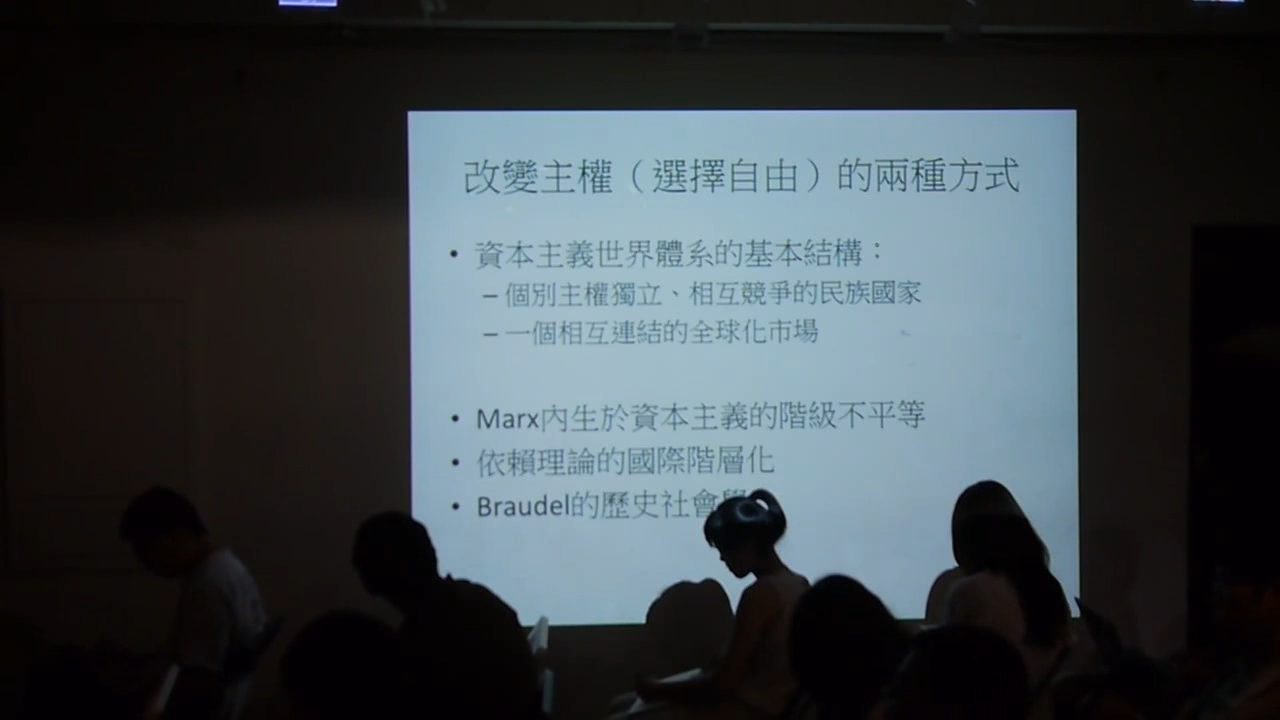 改變主權（選擇自由）的兩種方式
• 資本主義世界體系的基本結構：
– 個別主權獨立、相互競爭的民族國家
– 一個相互連結的全球化市場
• Marx內生於資本主義的階級不平等
• 依賴理論的國際階層化
• Braudel的歷史社會學